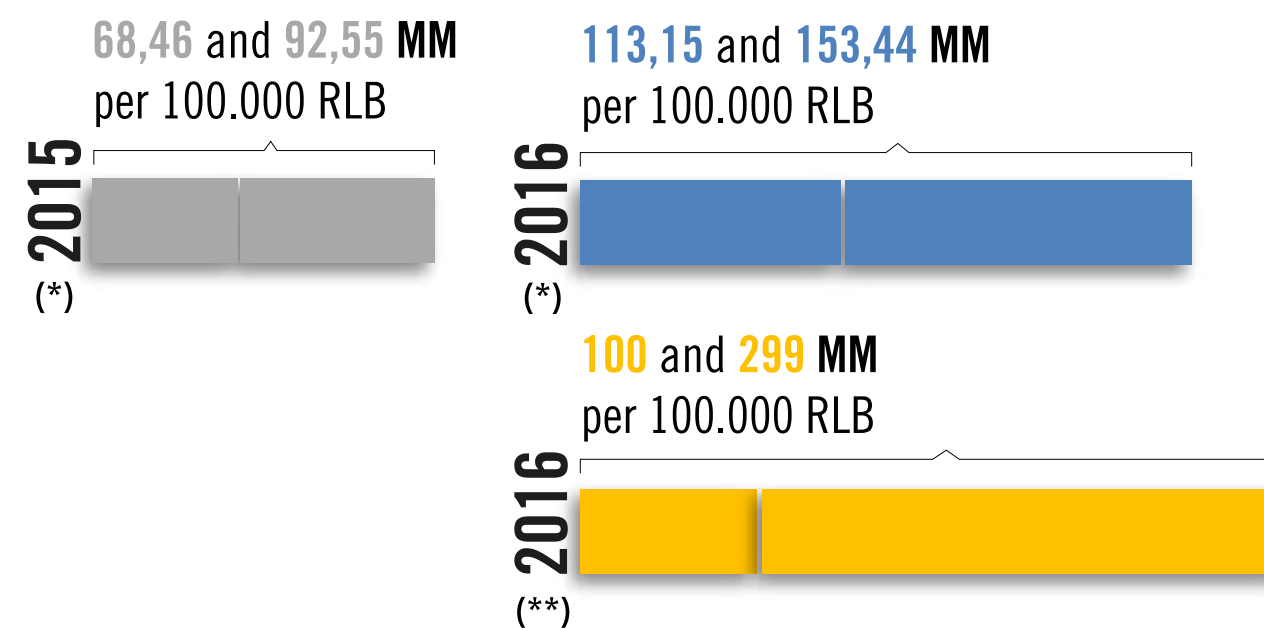 68,46 and 92,55 MM
per 100.000 RLB
2015
(*)
113,15 and 153,44 MM
per 100.000 RLB
2016
(*)
100 and 299 MM
per 100.000 RLB
2016
(**)